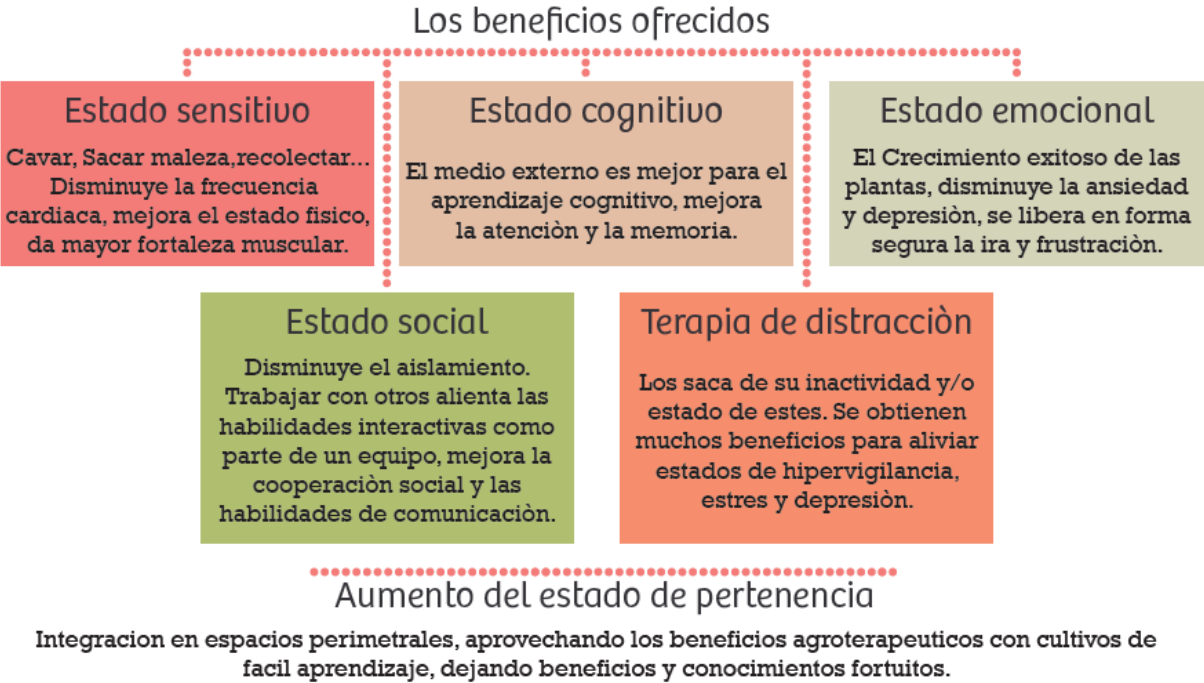 Los beneficios ofrecidos
Estado sensitivo
Cavar, Sacar maleza,recolectar...
Disminuye la frecuencia
cardiaca, mejora el estado fisico,
da mayor fortaleza muscular.
Estado cognitivo
El medio externo es mejor para el
aprendizaje cognitivo, mejora
la atenciòn y la memoria.
Estado emocional
El Crecimiento exitoso de las
plantas, disminuye la ansiedad
y depresiòn, se libera en forma
segura la ira y frustraciòn.
Estado social
Disminuye el aislamiento.
Trabajar con otros alienta las
habilidades interactivas como
parte de un equipo, mejora la
cooperaciòn social y las
habilidades de comunicaciòn.
Terapia de distracciòn
Los saca de su inactividad y/o
estado de estes. Se obtienen
muchos beneficios para aliviar
estados de hipervigilancia,
estres y depresiòn.
Aumento del estado de pertenencia
Integracion en espacios perimetrales, aprovechando los beneficios agroterapeuticos con cultivos de
facil aprendizaje, dejando beneficios y conocimientos fortuitos.